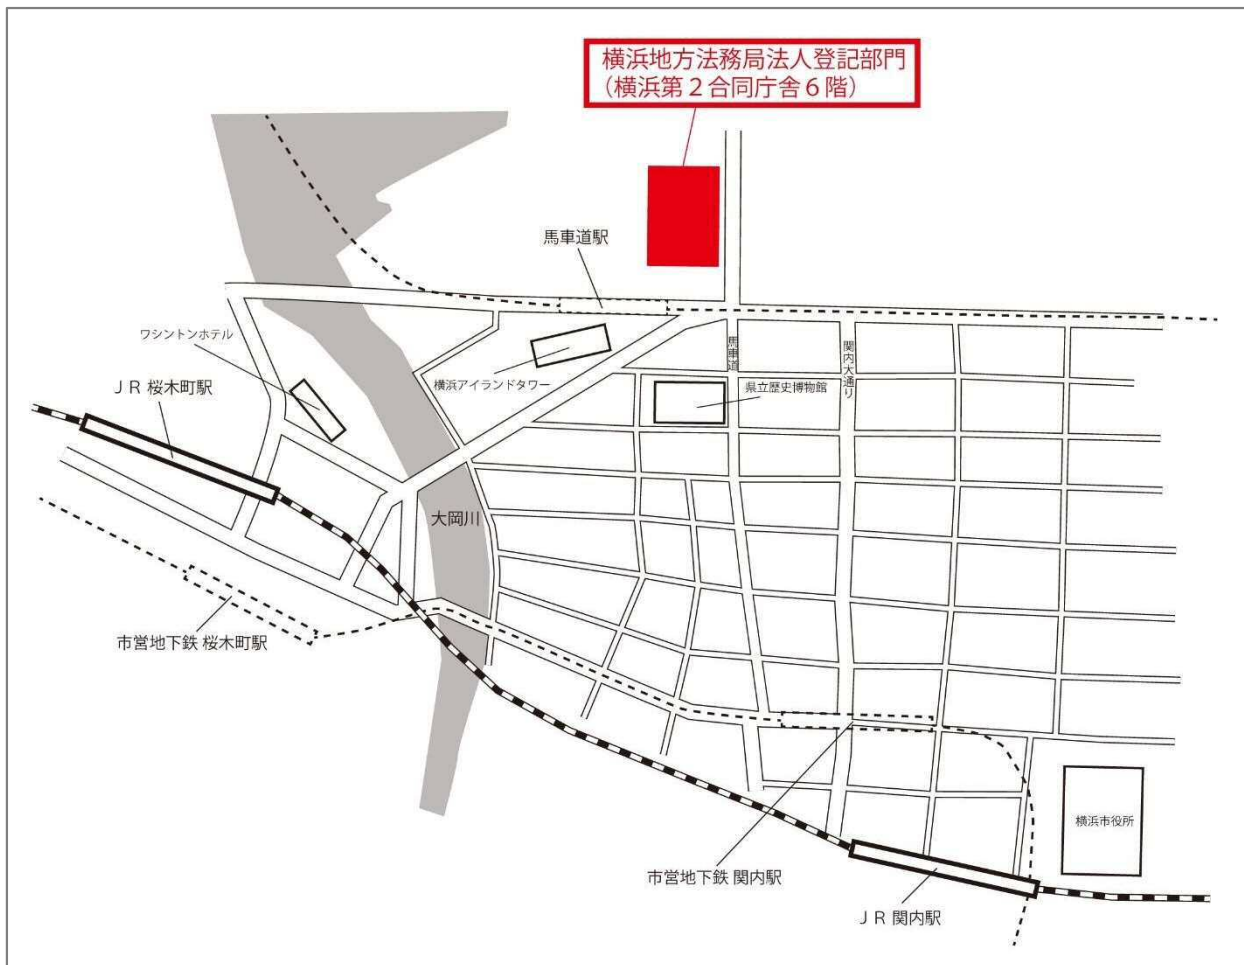 横浜地方法務局法人登記部門
（横浜第２合同庁舎６階）
馬車道駅
ワシントンホテル
ＪＲ 桜木町駅
横浜アイランドタワー
馬車道
関内大通り
県立歴史博物館
大岡川
市営地下鉄 桜木町駅
横浜市役所
市営地下鉄 関内駅
ＪＲ 関内駅